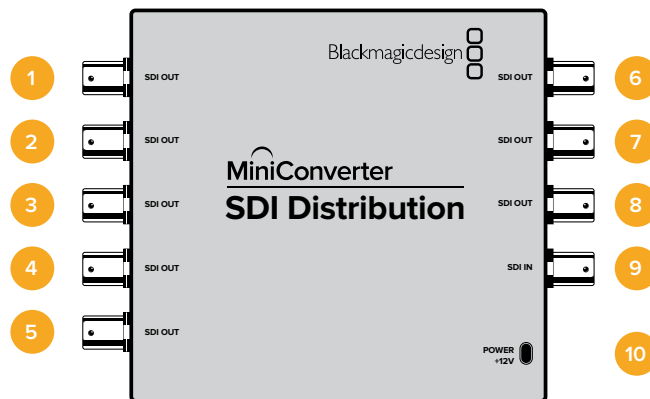 Blackmagicdesign
1 SDI OUT SDI OUT 6
2 SDI OUT SDI OUT 7
MiniConverter
3 SDI OUT SDI Distribution SDI OUT 8
4 SDI OUT SDI IN 9
5 SDI OUT
POWER
+12V
10